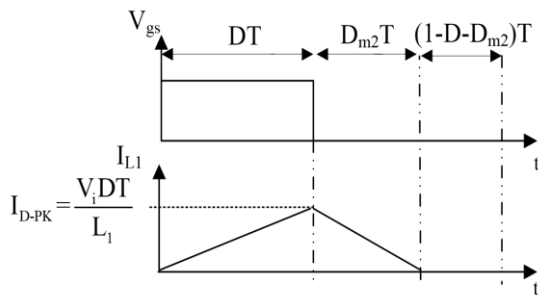 V_gs
DT D_m2T (1-D-D_m2)T
t
I_L1
I_D-PK = V_iDT / L_1
t